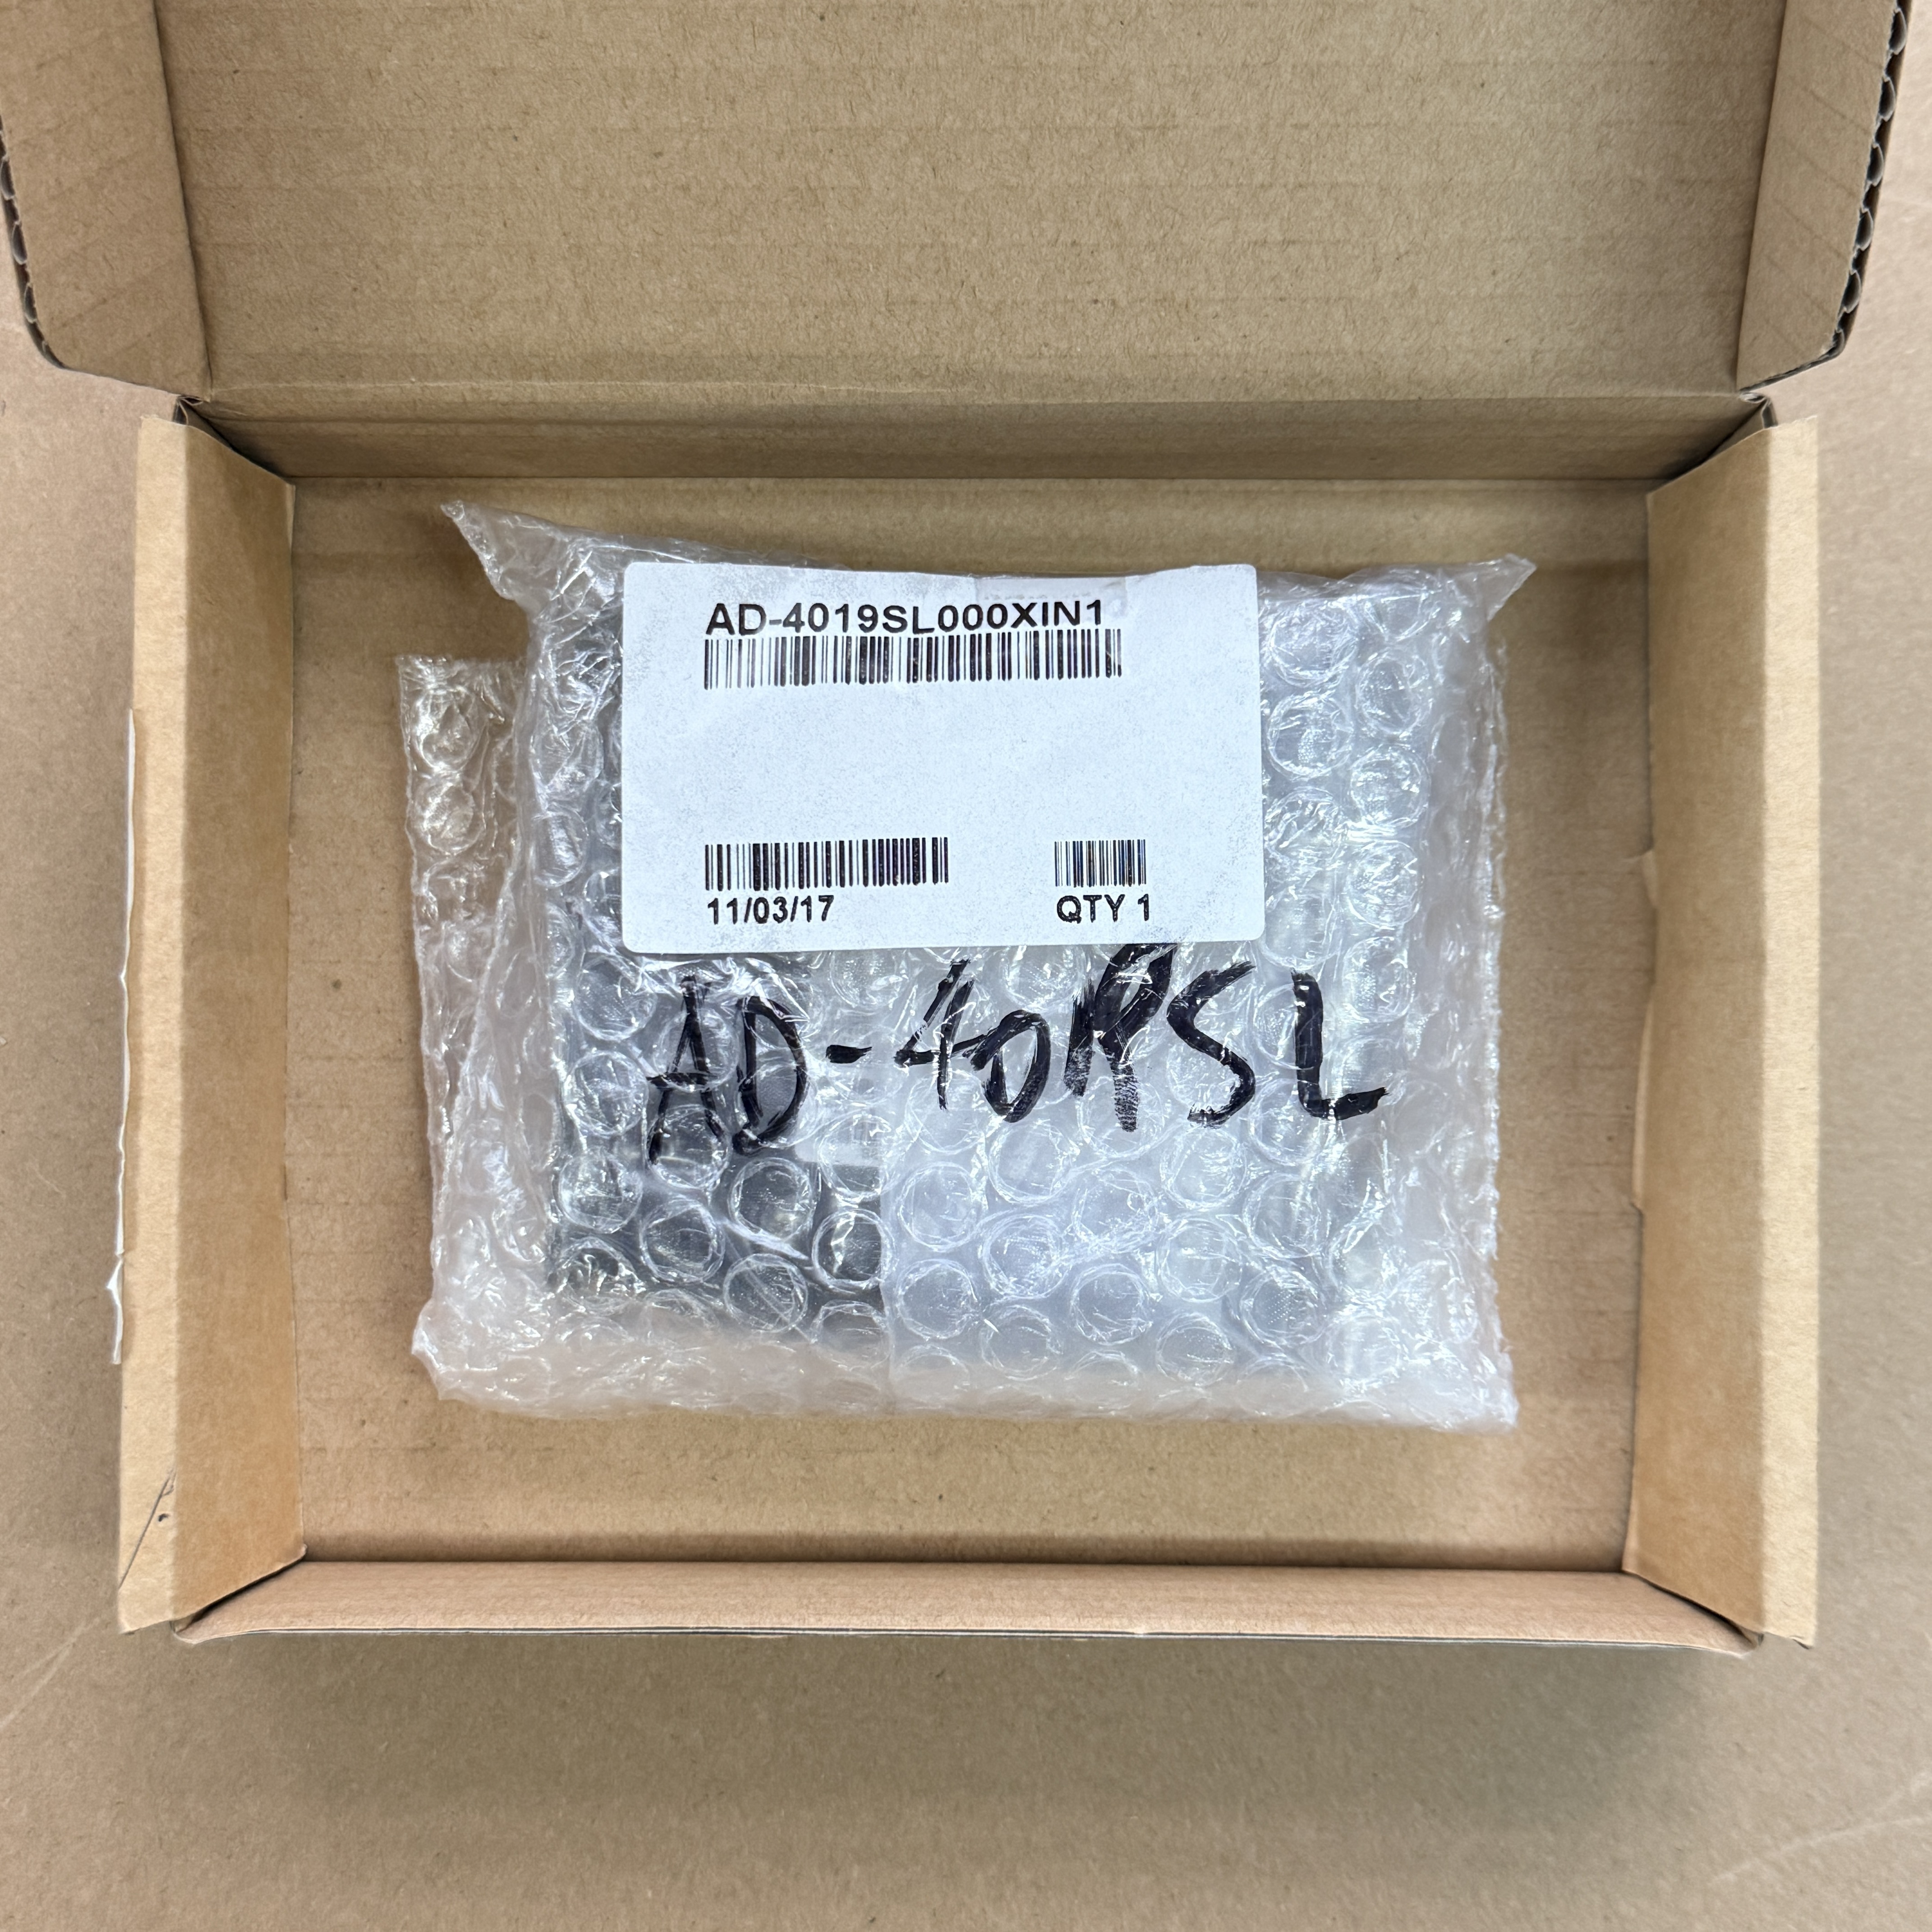 AD-4019SL000XIN1
11/03/17
QTY 1
AD-4019SL